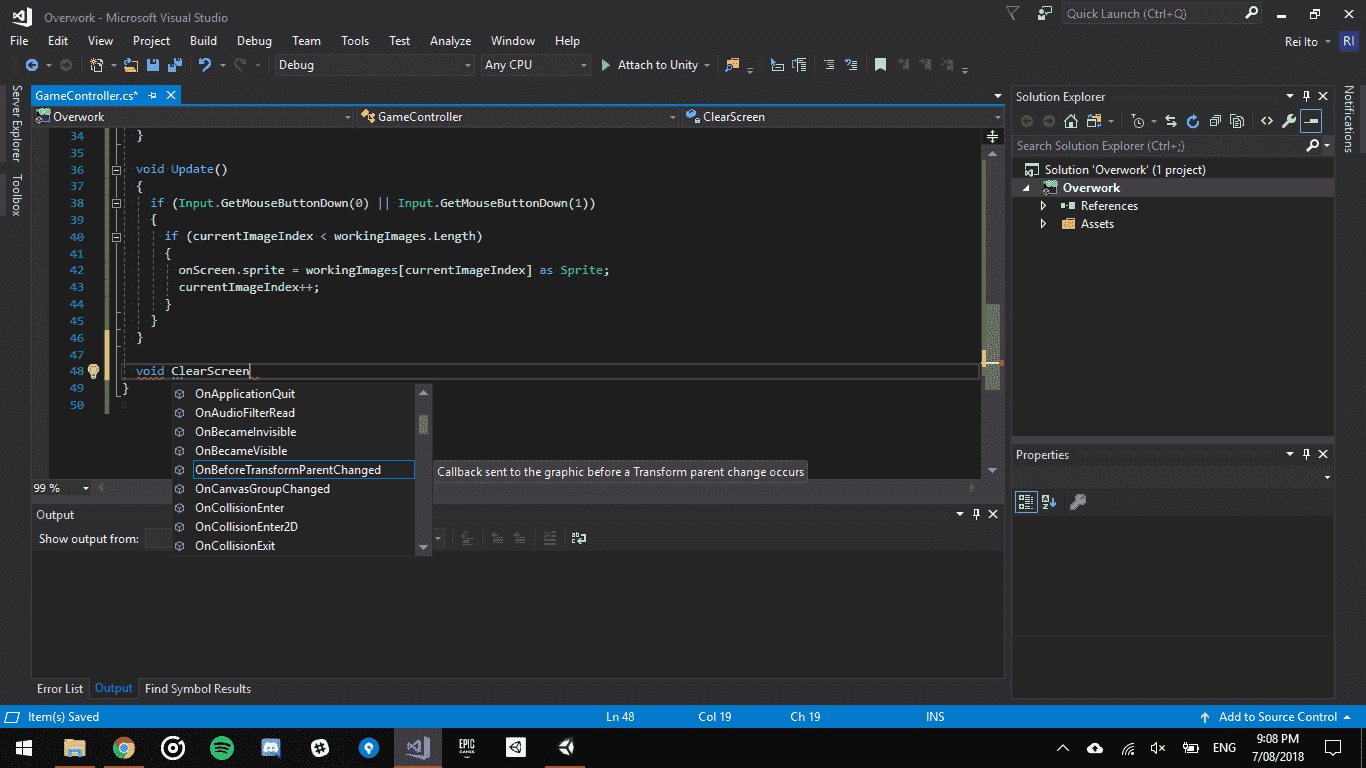 Overwork - Microsoft Visual Studio
Quick Launch (Ctrl+Q)
File Edit View Project Build Debug Team Tools Test Analyze Window Help
Rei Ito RI
Debug Any CPU Attach to Unity
Server Explorer
Toolbox
GameController.cs*
Overwork GameController ClearScreen
34 }
35
36 void Update()
37 {
38 if (Input.GetMouseButtonDown(0) || Input.GetMouseButtonDown(1))
39 {
40 if (currentImageIndex < workingImages.Length)
41 {
42 onScreen.sprite = workingImages[currentImageIndex] as Sprite;
43 currentImageIndex++;
44 }
45 }
46 }
47
48 void ClearScreen
49 }
50
OnApplicationQuit
OnAudioFilterRead
OnBecameInvisible
OnBecameVisible
OnBeforeTransformParentChanged
Callback sent to the graphic before a Transform parent change occurs
OnCanvasGroupChanged
OnCollisionEnter
OnCollisionEnter2D
OnCollisionExit
99 %
Output
Show output from:
Error List Output Find Symbol Results
Solution Explorer
Search Solution Explorer (Ctrl+;)
Solution 'Overwork' (1 project)
Overwork
References
Assets
Properties
Notifications
Item(s) Saved Ln 48 Col 19 Ch 19 INS Add to Source Control
EPIC GAMES
ENG
9:08 PM
7/08/2018